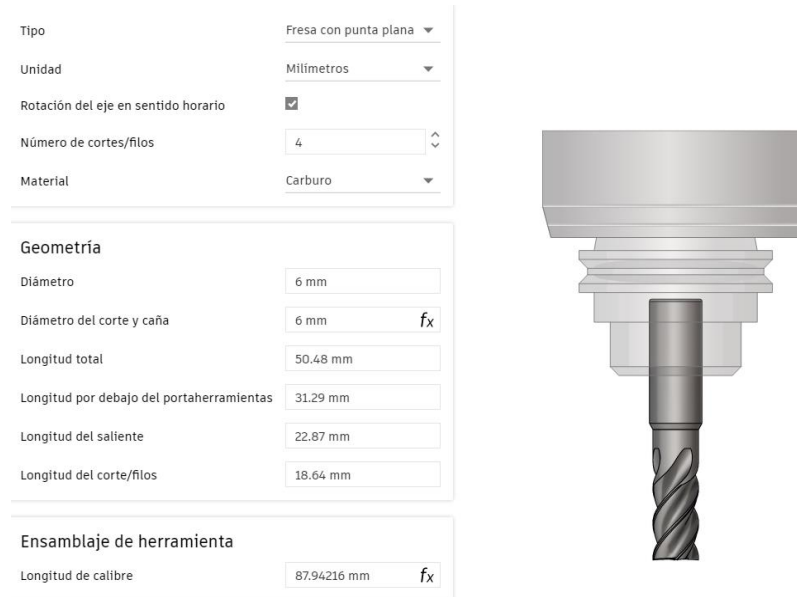 Tipo Fresa con punta plana
Unidad Milímetros
Rotación del eje en sentido horario
Número de cortes/filos 4
Material Carburo
Geometría
Diámetro 6 mm
Diámetro del corte y caña 6 mm fx
Longitud total 50.48 mm
Longitud por debajo del portaherramientas 31.29 mm
Longitud del saliente 22.87 mm
Longitud del corte/filos 18.64 mm
Ensamblaje de herramienta
Longitud de calibre 87.94216 mm fx